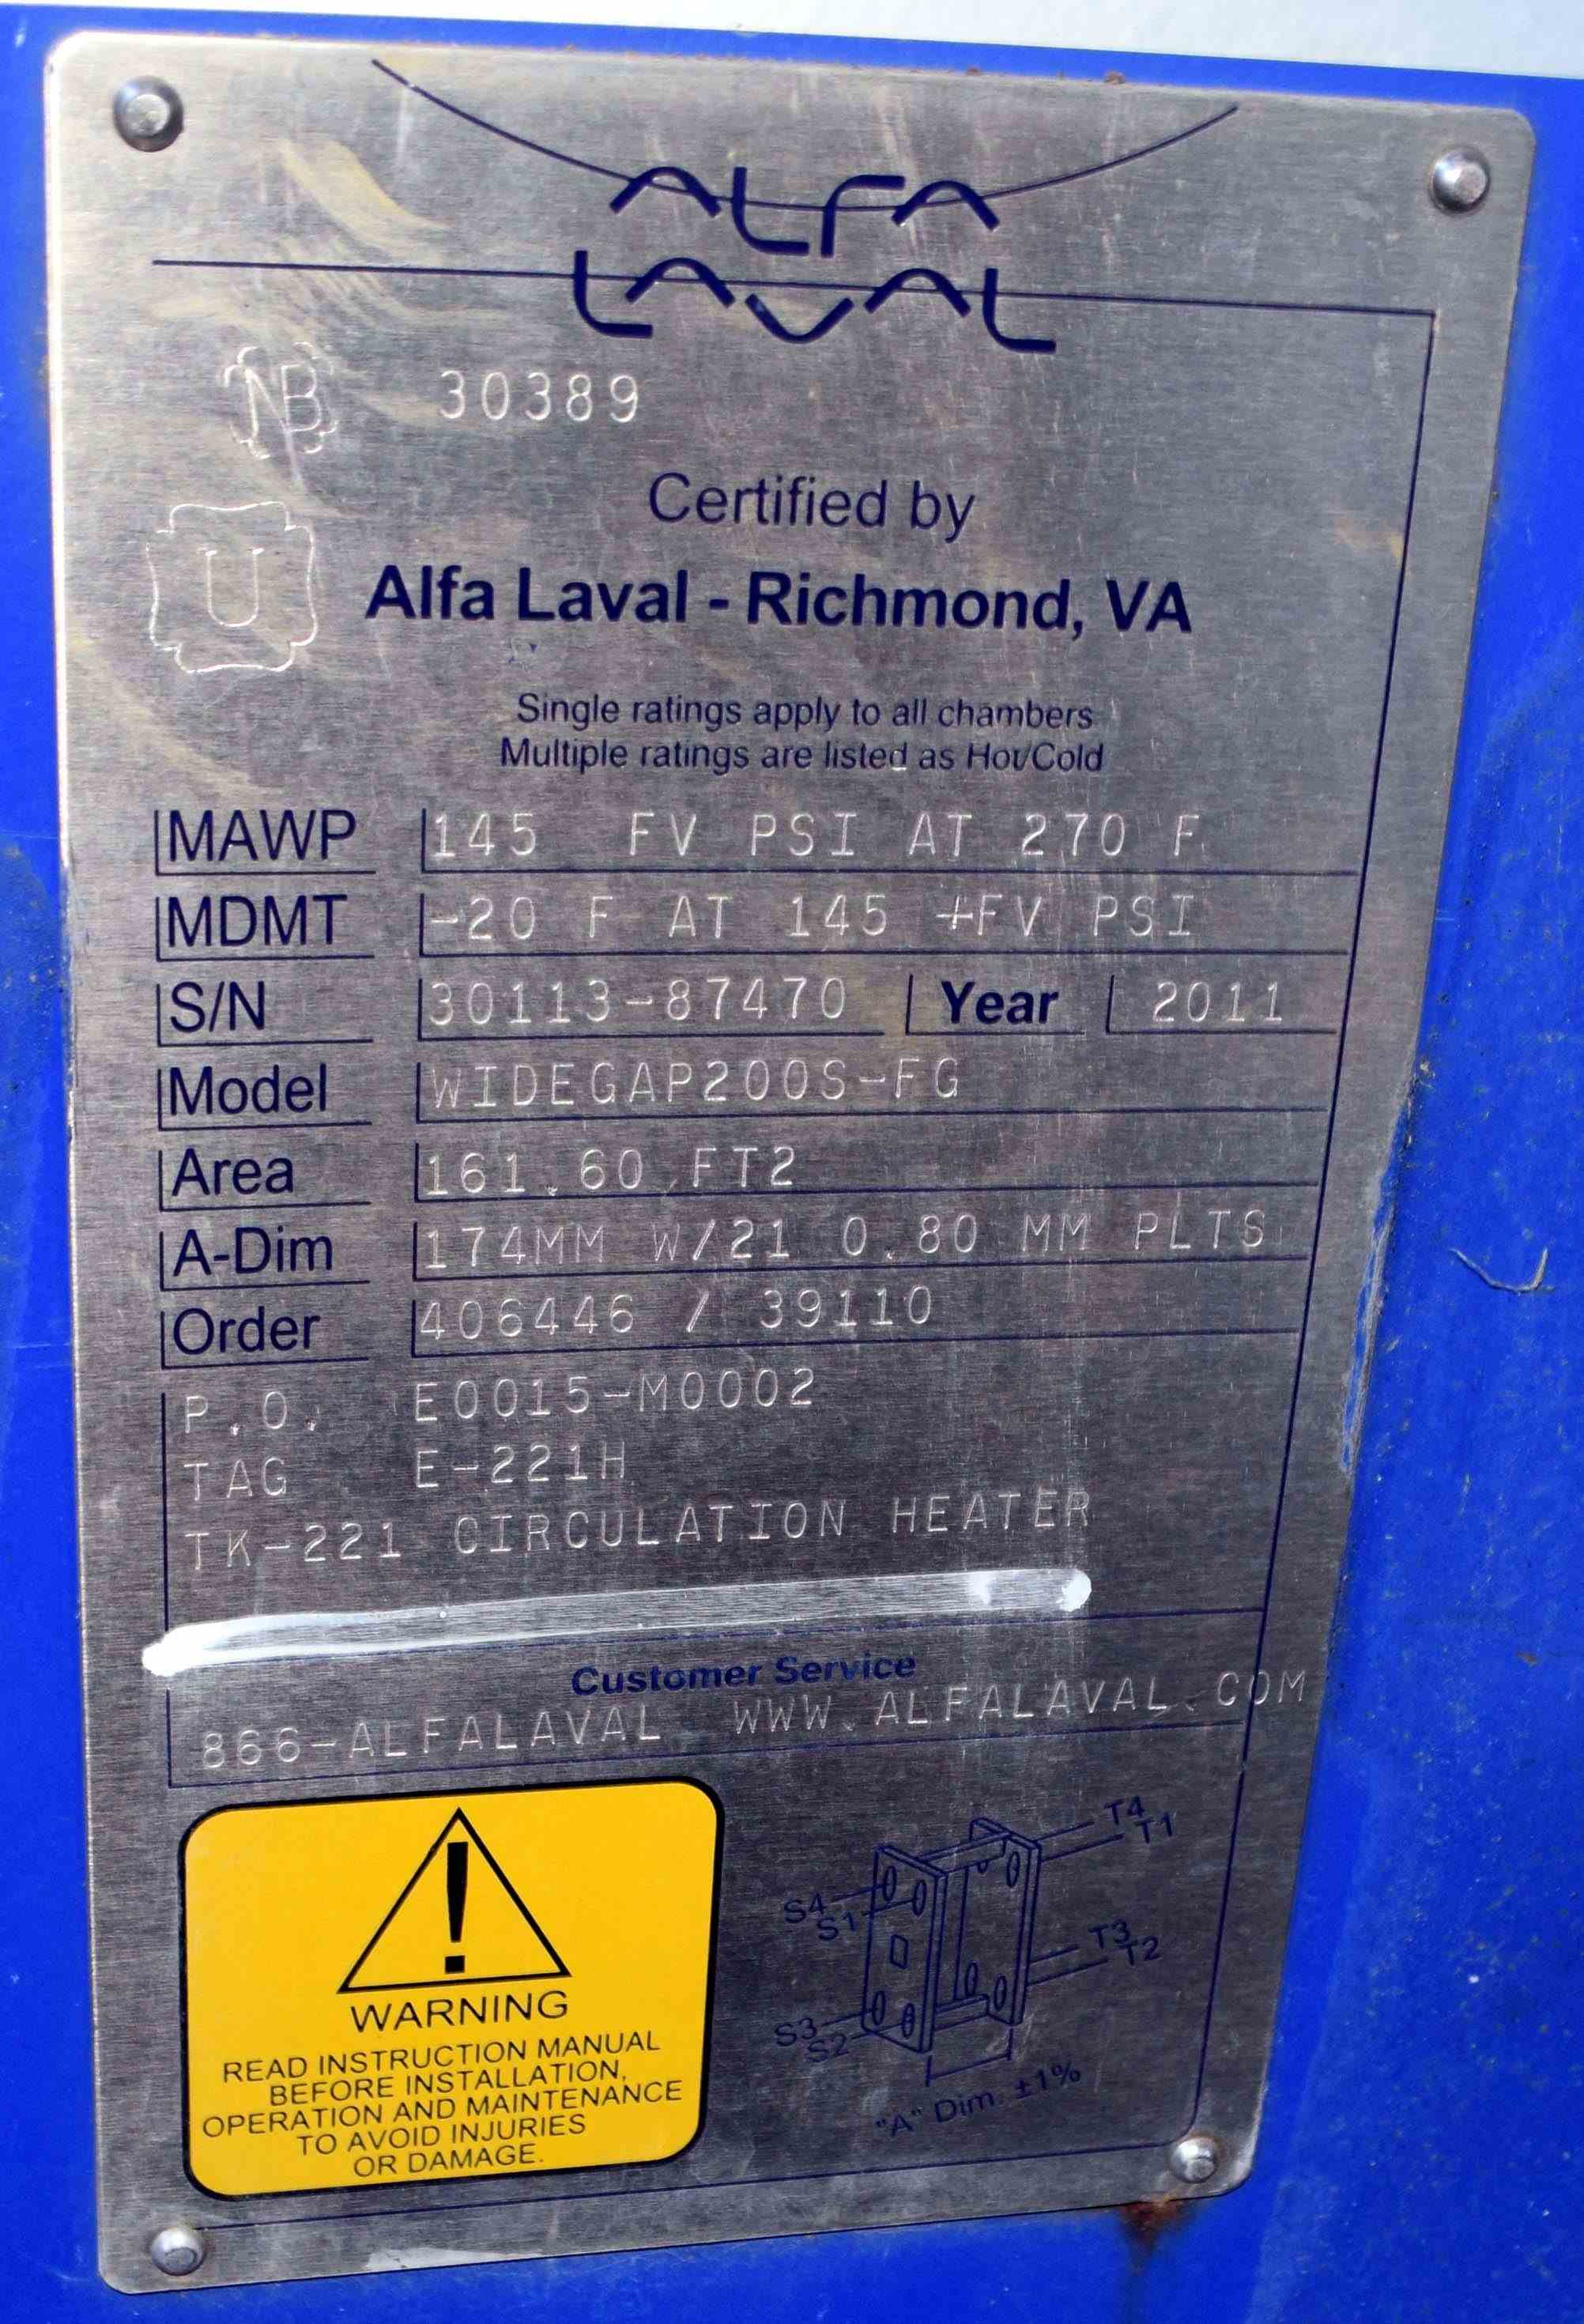 ALFA
LAVAL
NB 30389
Certified by
U
Alfa Laval - Richmond, VA
Single ratings apply to all chambers
Multiple ratings are listed as Hot/Cold
MAWP 145 FV PSI AT 270 F
MDMT -20 F AT 145 +FV PSI
S/N 30113-87470 Year 2011
Model WIDEGAP200S-FG
Area 161.60 FT2
A-Dim 174MM W/21 0.80 MM PLTS
Order 406446 / 39110
P.O. E0015-M0002
TAG E-221H
TK-221 CIRCULATION HEATER
Customer Service
866-ALFALAVAL WWW.ALFALAVAL.COM
!
WARNING
READ INSTRUCTION MANUAL
BEFORE INSTALLATION,
OPERATION AND MAINTENANCE
TO AVOID INJURIES
OR DAMAGE.
T4
T1
S4
S1
T3
T2
S3
S2
"A" Dim. ±1%